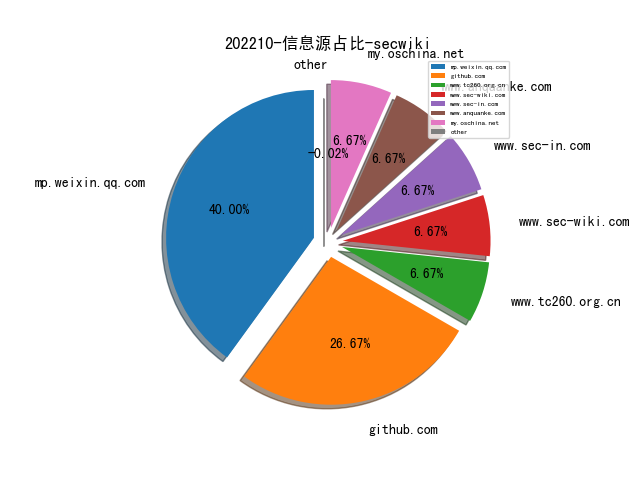 202210-信息源占比-secwiki
my.oschina.net
other
mp.weixin.qq.com
github.com
www.tc260.org.cn
www.sec-wiki.com
www.sec-in.com
www.anquanke.com
my.oschina.net
other
www.anquanke.com
6.67%
-0.02%
6.67%
www.sec-in.com
mp.weixin.qq.com
6.67%
40.00%
www.sec-wiki.com
6.67%
6.67%
www.tc260.org.cn
26.67%
github.com